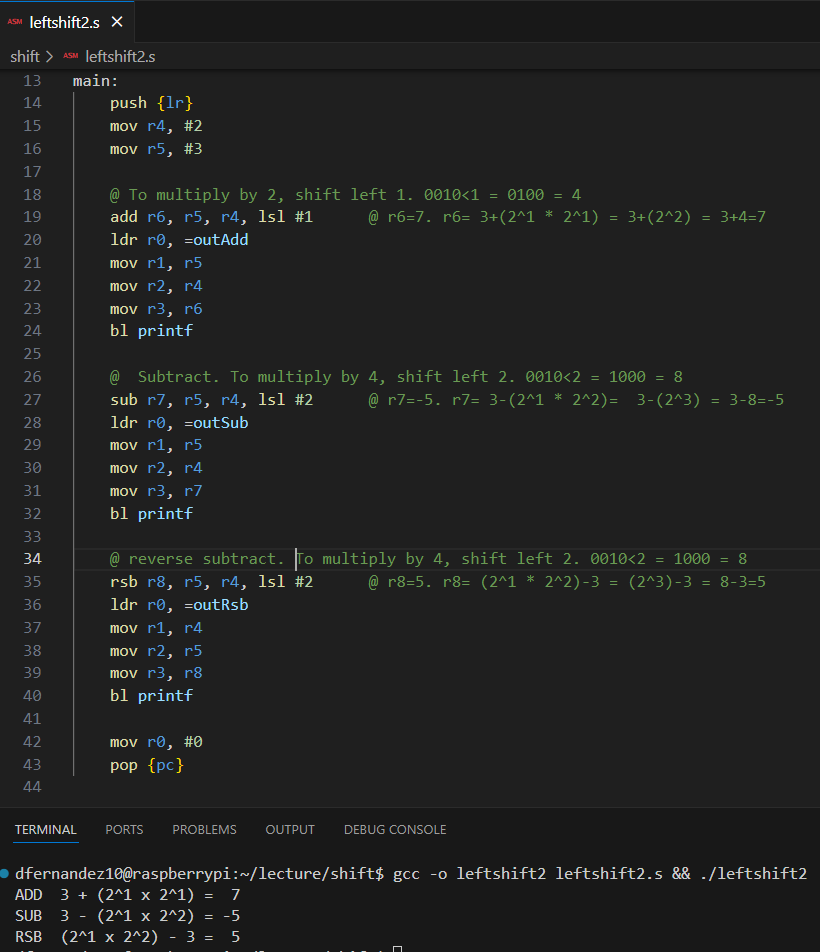 ASM leftshift2.s ×
shift > ASM leftshift2.s
13 main:
14 push {lr}
15 mov r4, #2
16 mov r5, #3
17
18 @ To multiply by 2, shift left 1. 0010<1 = 0100 = 4
19 add r6, r5, r4, lsl #1 @ r6=7. r6= 3+(2^1 * 2^1) = 3+(2^2) = 3+4=7
20 ldr r0, =outAdd
21 mov r1, r5
22 mov r2, r4
23 mov r3, r6
24 bl printf
25
26 @ Subtract. To multiply by 4, shift left 2. 0010<2 = 1000 = 8
27 sub r7, r5, r4, lsl #2 @ r7=-5. r7= 3-(2^1 * 2^2)= 3-(2^3) = 3-8=-5
28 ldr r0, =outSub
29 mov r1, r5
30 mov r2, r4
31 mov r3, r7
32 bl printf
33
34 @ reverse subtract. To multiply by 4, shift left 2. 0010<2 = 1000 = 8
35 rsb r8, r5, r4, lsl #2 @ r8=5. r8= (2^1 * 2^2)-3 = (2^3)-3 = 8-3=5
36 ldr r0, =outRsb
37 mov r1, r4
38 mov r2, r5
39 mov r3, r8
40 bl printf
41
42 mov r0, #0
43 pop {pc}
44
TERMINAL PORTS PROBLEMS OUTPUT DEBUG CONSOLE
dfernandez10@raspberrypi:~/lecture/shift$ gcc -o leftshift2 leftshift2.s && ./leftshift2
ADD 3 + (2^1 x 2^1) = 7
SUB 3 - (2^1 x 2^2) = -5
RSB (2^1 x 2^2) - 3 = 5